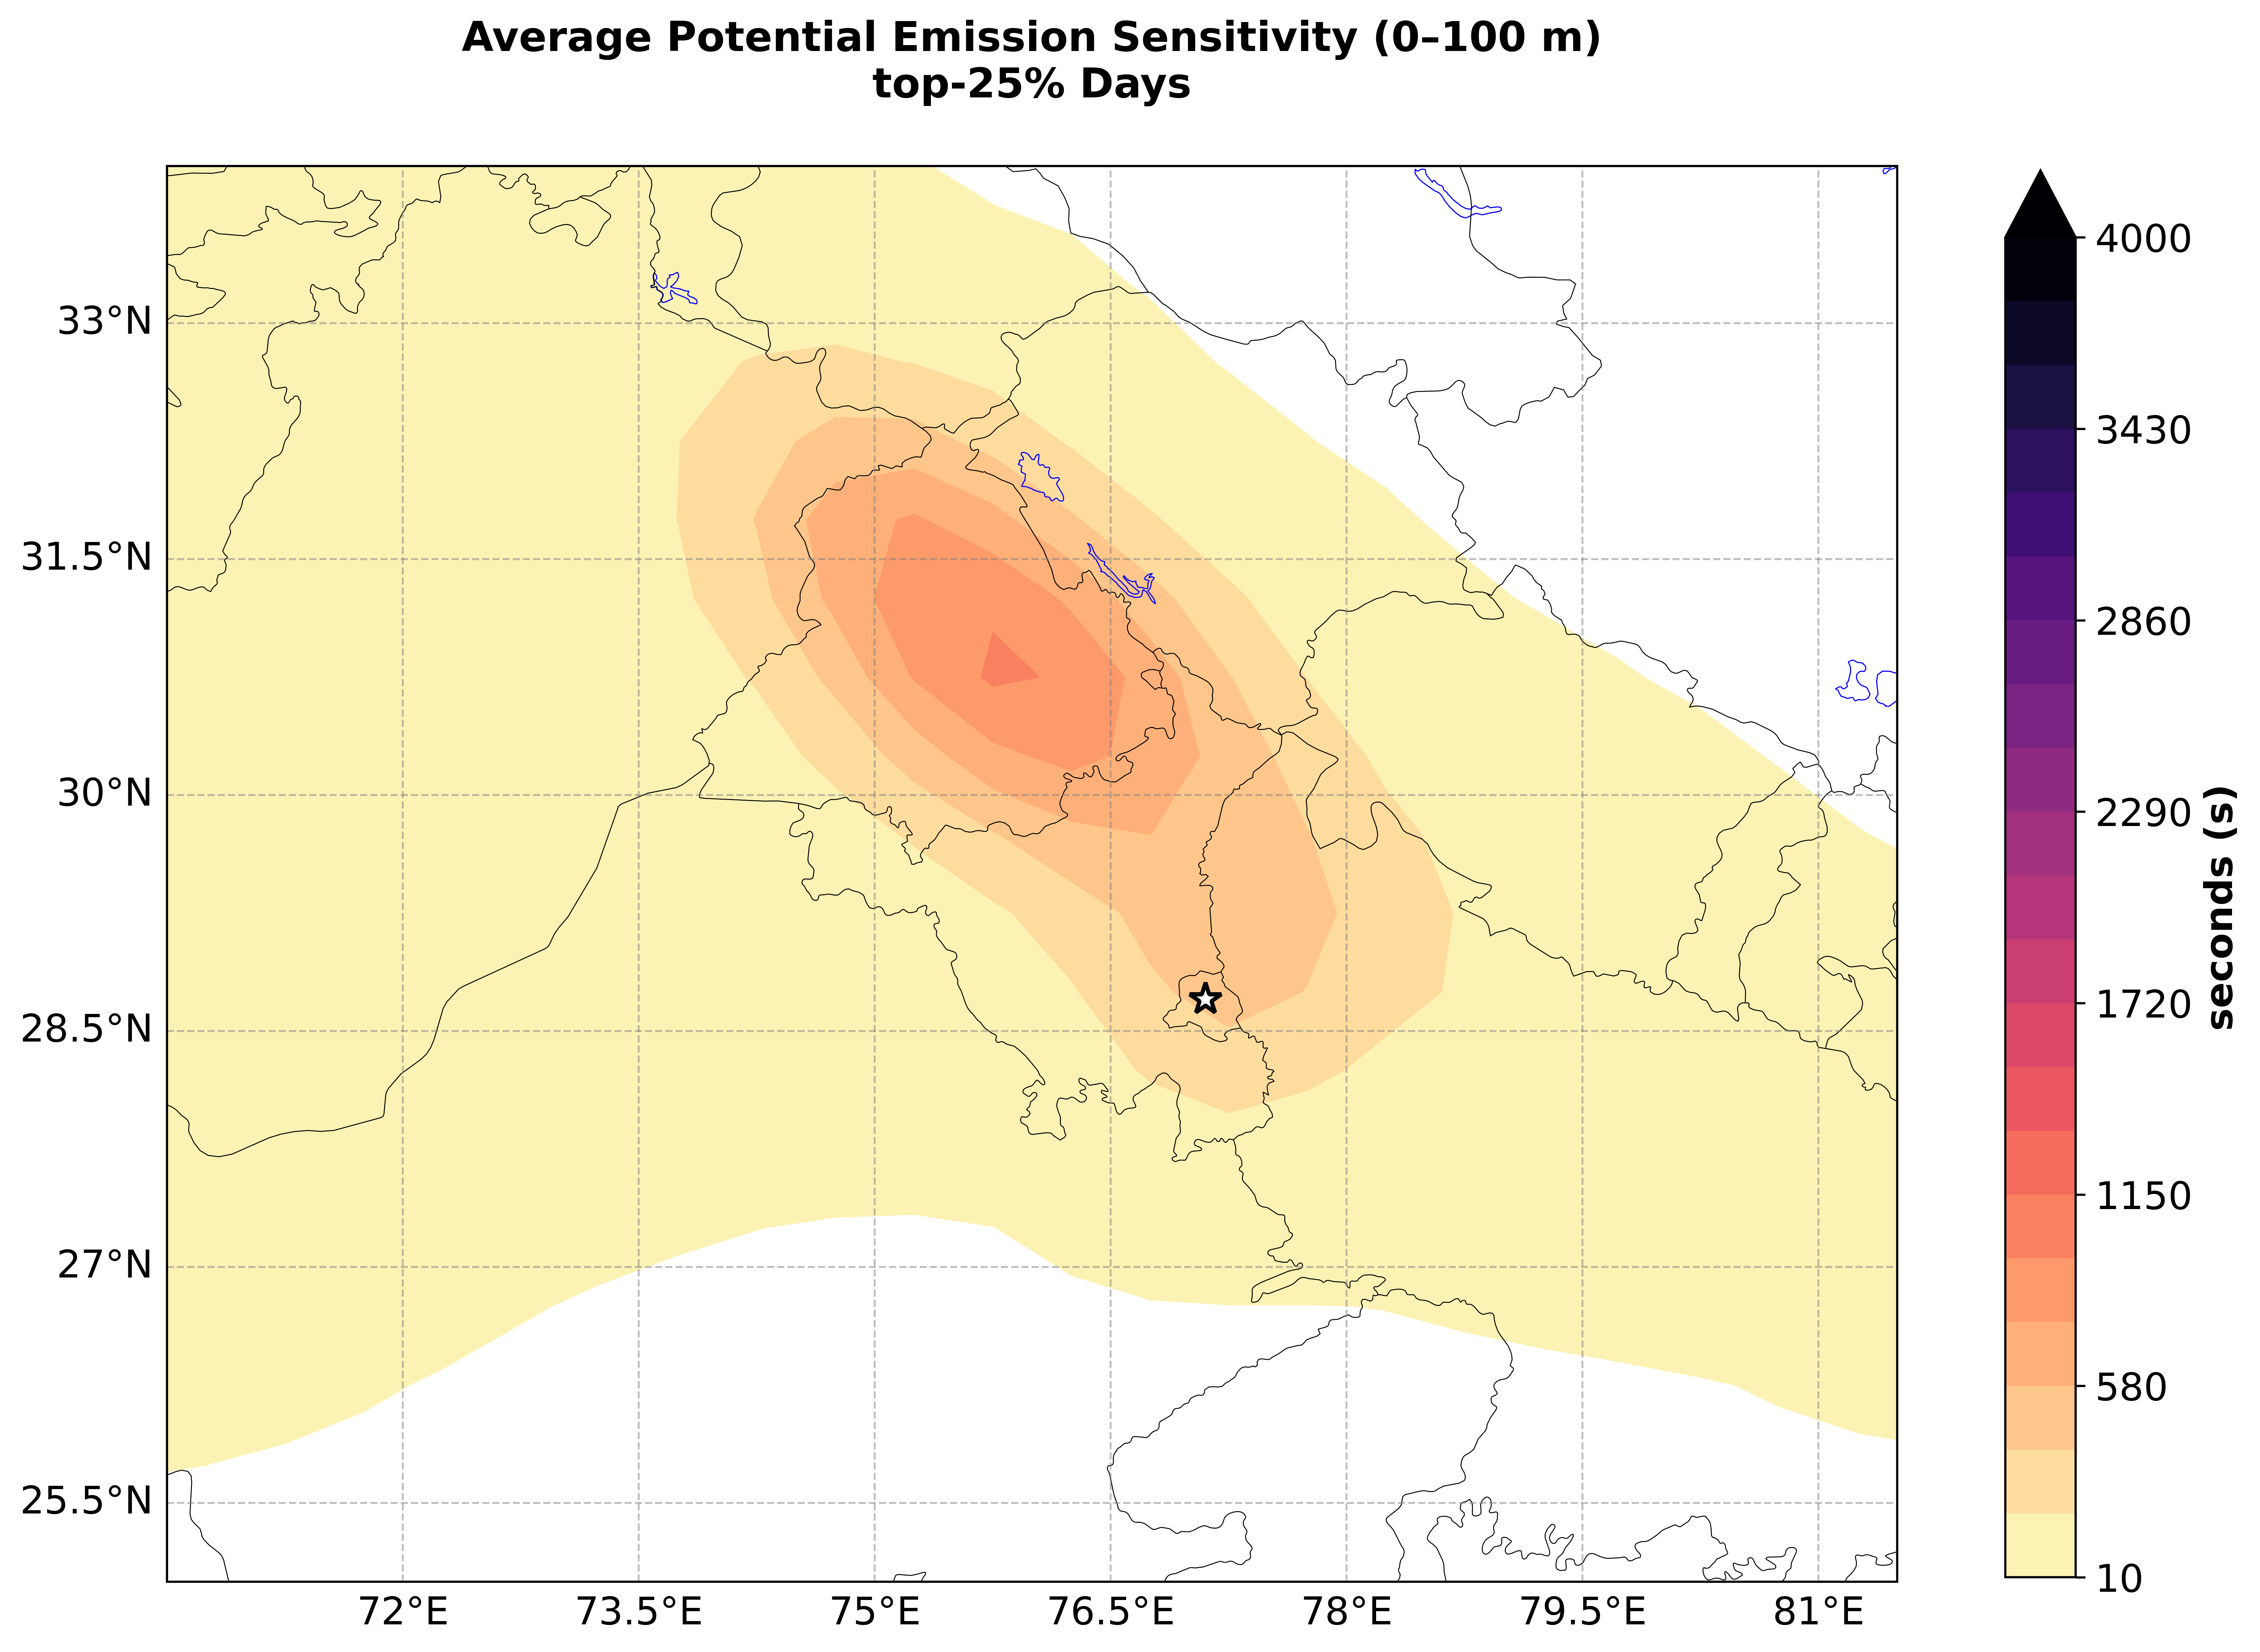 Average Potential Emission Sensitivity (0–100 m)
top-25% Days
33°N
31.5°N
30°N
28.5°N
27°N
25.5°N
72°E
73.5°E
75°E
76.5°E
78°E
79.5°E
81°E
4000
3430
2860
2290
1720
1150
580
10
seconds (s)